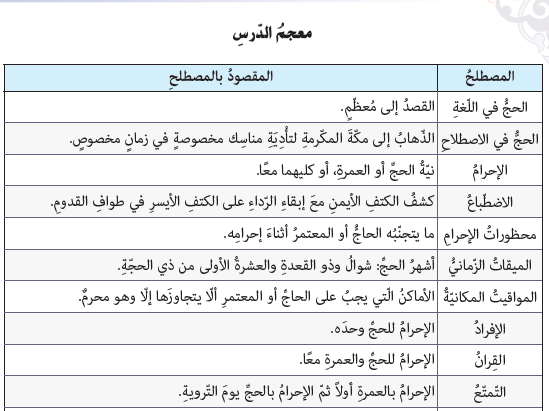 معجمُ الدّرسِ
المصطلحُ المقصودُ بالمصطلحِ
الحجُّ في اللّغةِ القصدُ إلى مُعظّمٍ.
الحجُّ في الاصطلاحِ الذّهابُ إلى مكّةَ المكرّمةِ لتأْدِيَةِ مناسِك مخصوصةٍ في زمانٍ مخصوصٍ.
الإحرامُ نيّةُ الحجِّ أو العمرةِ، أو كليهما معًا.
الاضطّباعُ كشفُ الكتفِ الأيمنِ معَ إبقاءِ الرّداءِ على الكتفِ الأيسرِ في طوافِ القدومِ.
محظوراتُ الإحرامِ ما يتجنّبُه الحاجُّ أو المعتمرُ أثناءَ إحرامِه.
الميقاتُ الزّمانيُّ أشهرُ الحجِّ: شوالُ وذو القعدةِ والعشرةُ الأولى من ذي الحجّةِ.
المواقيتُ المكانيّةُ الأماكنُ الّتي يجبُ على الحاجِّ أو المعتمرِ ألّا يتجاوزَها إلّا وهو محرمٌ.
الإفرادُ الإحرامُ للحجِّ وحدَه.
القِرانُ الإحرامُ للحجِّ والعمرةِ معًا.
التّمتّعُ الإحرامُ بالعمرةِ أولاً ثمّ الإحرامُ بالحجِّ يومَ التّرويةِ.